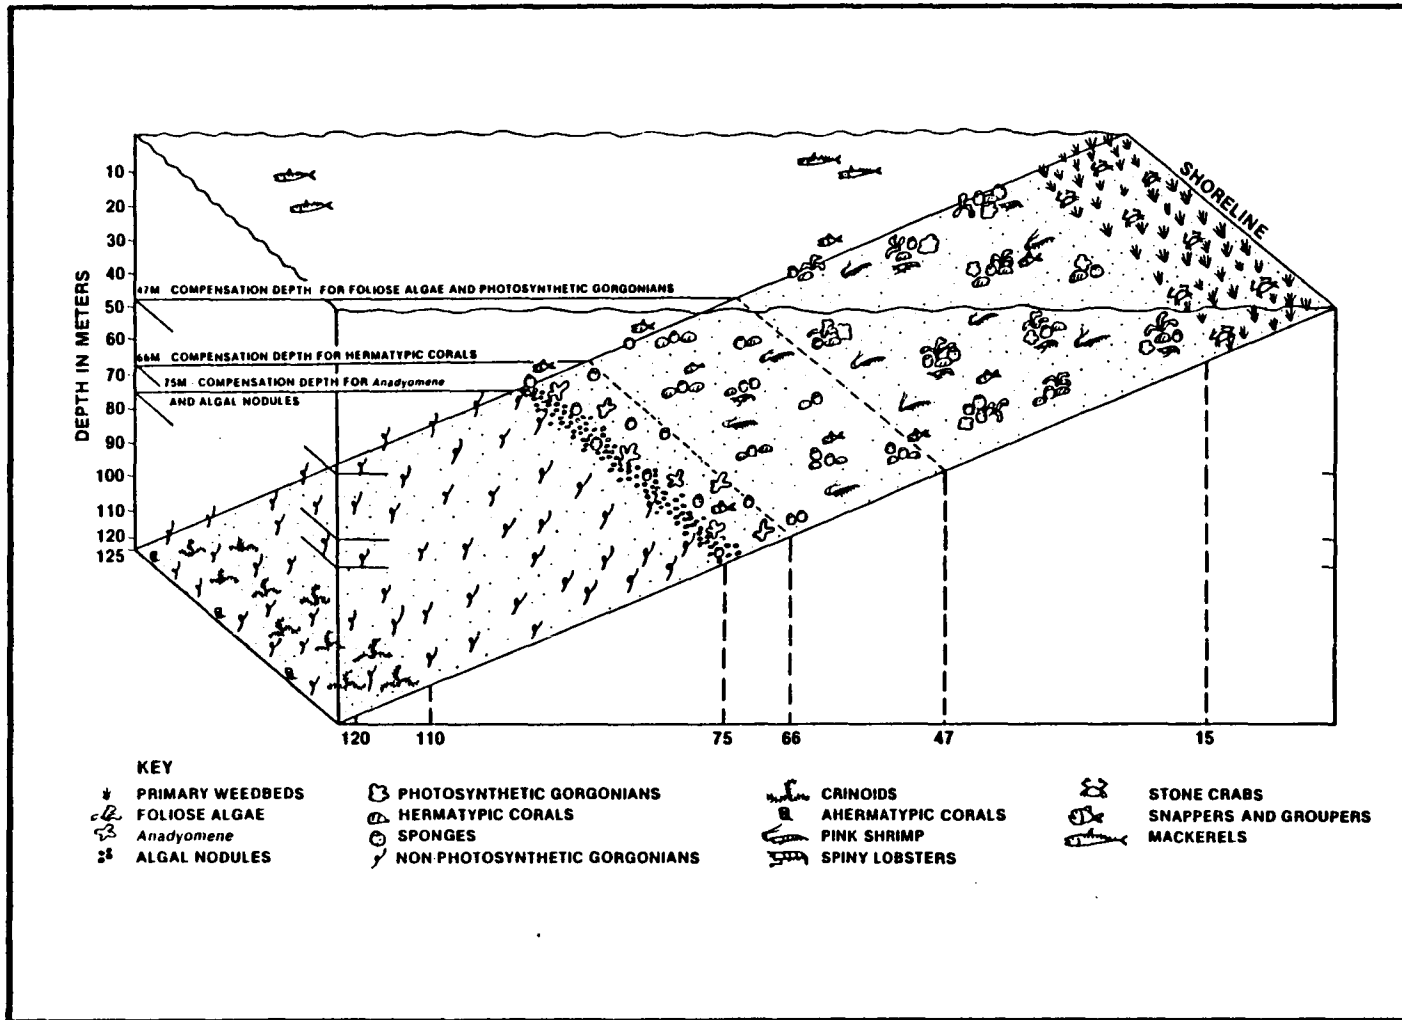 SHORELINE
DEPTH IN METERS
10
20
30
40
50
60
70
80
90
100
110
120
125
47M COMPENSATION DEPTH FOR FOLIOSE ALGAE AND PHOTOSYNTHETIC GORGONIANS
66M COMPENSATION DEPTH FOR HERMATYPIC CORALS
75M - COMPENSATION DEPTH FOR Anadyomene
AND ALGAL NODULES
120 110 75 66 47 15
KEY
PRIMARY WEEDBEDS
FOLIOSE ALGAE
Anadyomene
ALGAL NODULES
PHOTOSYNTHETIC GORGONIANS
HERMATYPIC CORALS
SPONGES
NON-PHOTOSYNTHETIC GORGONIANS
CRINOIDS
AHERMATYPIC CORALS
PINK SHRIMP
SPINY LOBSTERS
STONE CRABS
SNAPPERS AND GROUPERS
MACKERELS